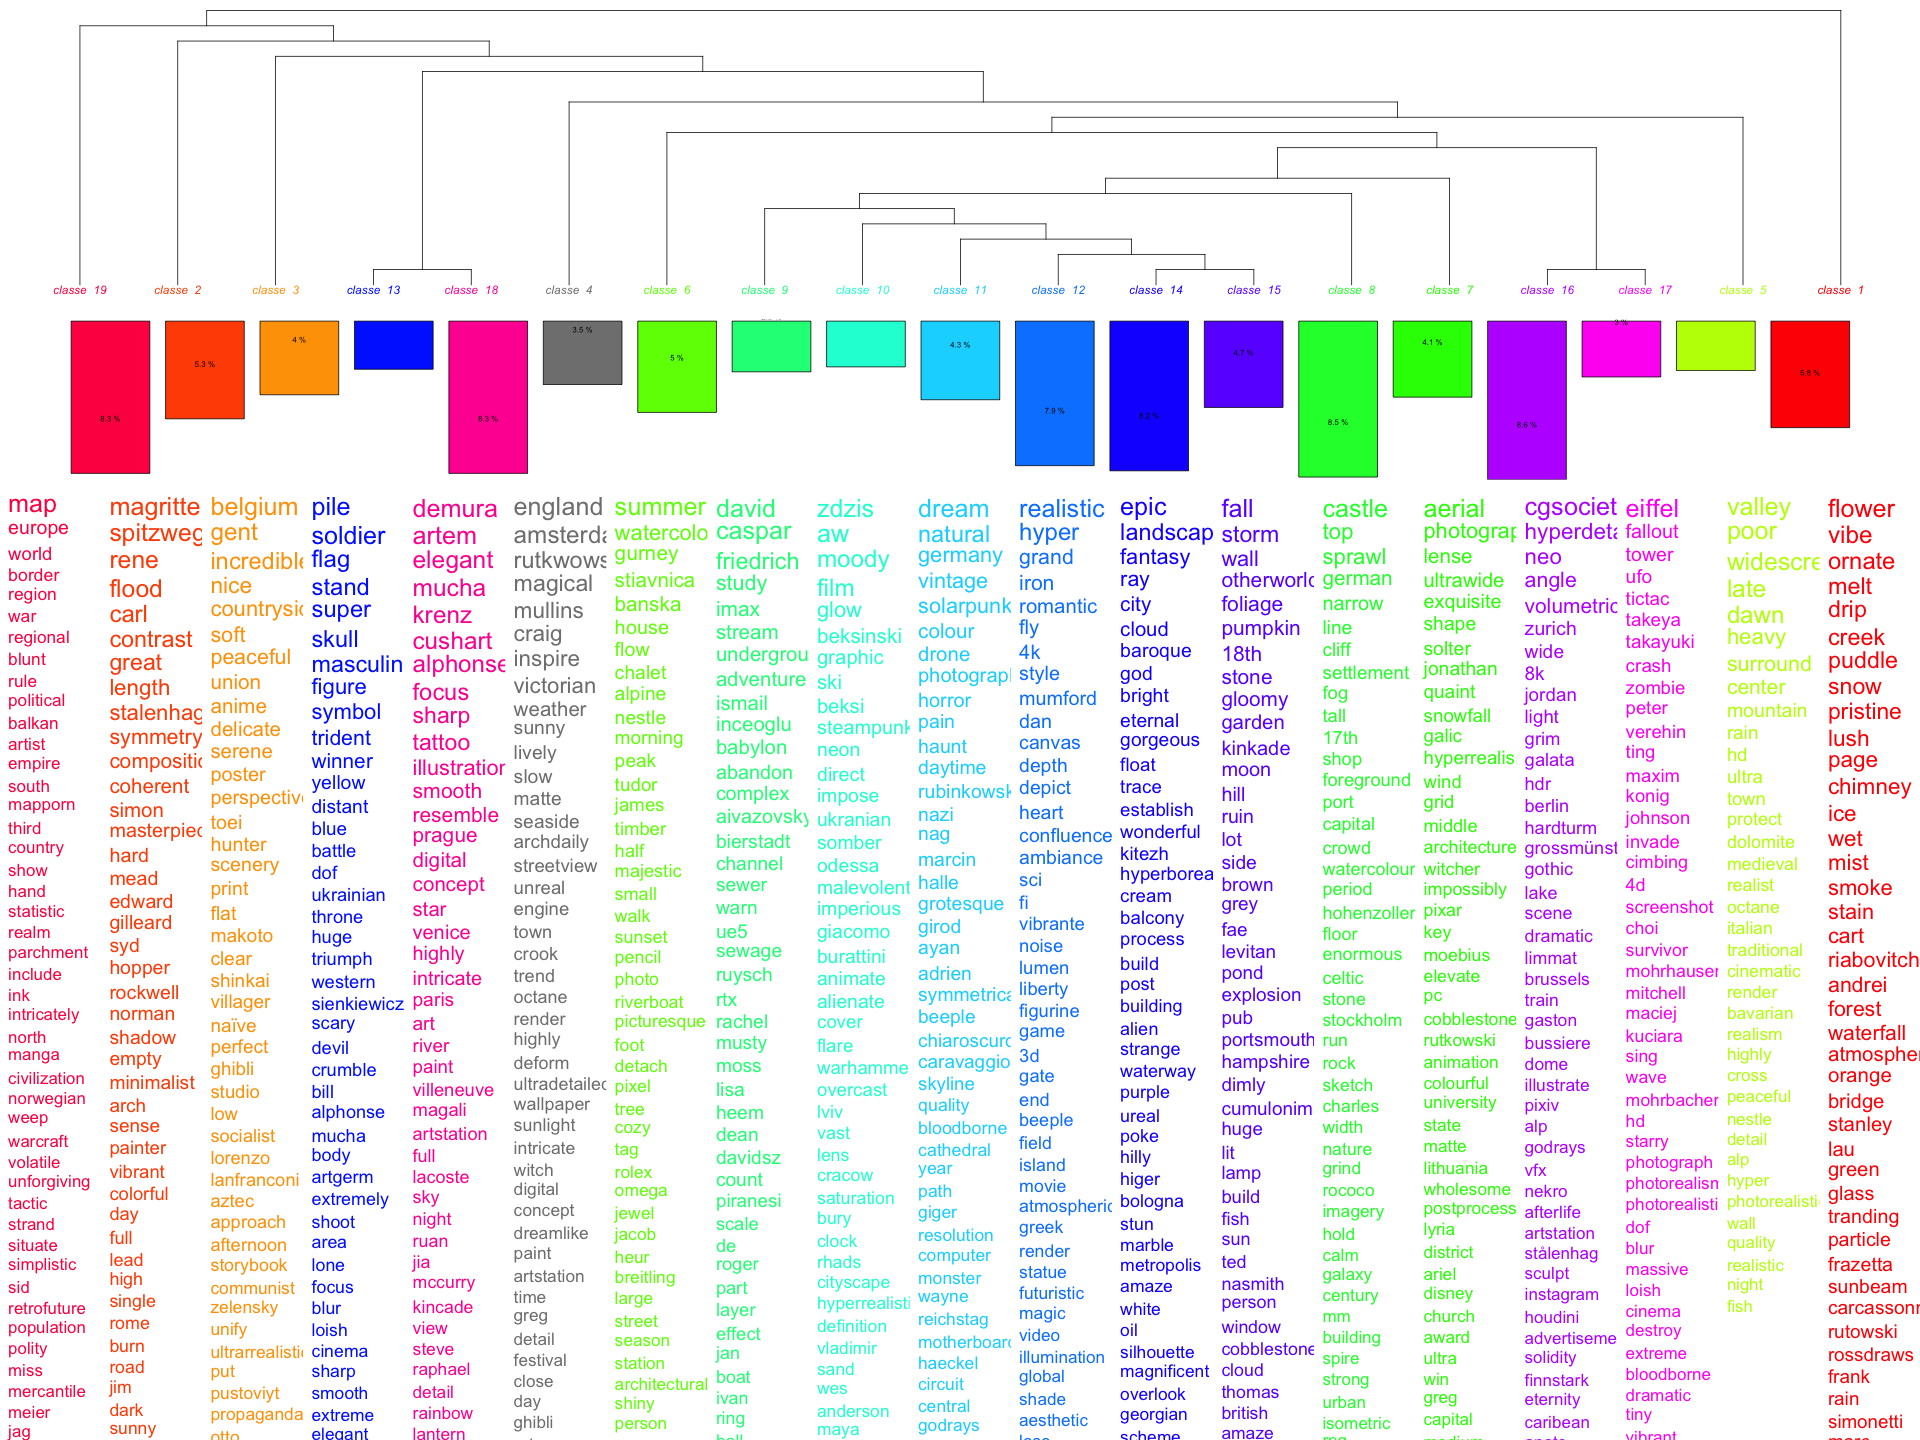 classe 19
classe 2
classe 3
classe 13
classe 18
classe 4
classe 6
classe 9
classe 10
classe 11
classe 12
classe 14
classe 15
classe 8
classe 7
classe 16
classe 17
classe 5
classe 1
8.3 %
5.3 %
4 %
8.3 %
3.5 %
5 %
4.3 %
7.9 %
8.2 %
4.7 %
8.5 %
4.1 %
8.6 %
3 %
5.8 %
map
europe
world
border
region
war
regional
blunt
rule
political
balkan
artist
empire
south
mapporn
third
country
show
hand
statistic
realm
parchment
include
ink
intricately
north
manga
civilization
norwegian
weep
warcraft
volatile
unforgiving
tactic
strand
situate
simplistic
sid
retrofuture
population
polity
miss
mercantile
meier
jag
magritte
spitzweg
rene
flood
carl
contrast
great
length
stalenhag
symmetry
compositic
coherent
simon
masterpiec
hard
mead
edward
gilleard
syd
hopper
rockwell
norman
shadow
empty
minimalist
arch
sense
painter
vibrant
colorful
day
full
lead
high
single
rome
burn
road
jim
dark
sunny
belgium
gent
incredible
nice
countrysic
soft
peaceful
union
anime
delicate
serene
poster
perspectiv
toei
hunter
scenery
print
flat
makoto
clear
shinkai
villager
naïve
perfect
ghibli
studio
low
socialist
lorenzo
lanfranconi
aztec
approach
afternoon
storybook
communist
zelensky
unify
ultrarrealistic
put
pustoviyt
propaganda
otto
pile
soldier
flag
stand
super
skull
masculin
figure
symbol
trident
winner
yellow
distant
blue
battle
dof
ukrainian
throne
huge
triumph
western
sienkiewicz
scary
devil
crumble
bill
alphonse
mucha
body
artgerm
extremely
shoot
area
lone
focus
blur
loish
cinema
sharp
smooth
extreme
elegant
demura
artem
elegant
mucha
krenz
cushart
alphonse
focus
sharp
tattoo
illustration
smooth
resemble
prague
digital
concept
star
venice
highly
intricate
paris
art
river
paint
villeneuve
magali
artstation
full
lacoste
sky
night
ruan
jia
mccurry
kincade
view
steve
raphael
detail
rainbow
lantern
england
amsterda
rutkows
magical
mullins
craig
inspire
victorian
weather
sunny
lively
slow
matte
seaside
archdaily
streetview
unreal
engine
town
crook
trend
octane
render
highly
deform
ultradetailec
wallpaper
sunlight
intricate
witch
digital
concept
dreamlike
paint
artstation
time
greg
detail
festival
close
day
ghibli
summer
watercolo
gurney
stiavnica
banska
house
flow
chalet
alpine
nestle
morning
peak
tudor
james
timber
half
majestic
small
walk
sunset
pencil
photo
riverboat
picturesque
foot
detach
pixel
tree
cozy
tag
rolex
omega
jewel
jacob
heur
breitling
large
street
season
station
architectural
shiny
person
david
caspar
friedrich
study
imax
stream
undergrou
adventure
ismail
inceoglu
babylon
abandon
complex
aivazovsky
bierstadt
channel
sewer
warn
ue5
sewage
ruysch
rtx
rachel
musty
moss
lisa
heem
dean
davidsz
count
piranesi
scale
de
roger
part
layer
effect
jan
boat
ivan
ring
zdzis
aw
moody
film
glow
beksinski
graphic
ski
beksi
steampunk
neon
direct
impose
ukranian
somber
odessa
malevolent
imperious
giacomo
burattini
animate
alienate
cover
flare
warhamme
overcast
lviv
vast
lens
cracow
saturation
bury
clock
rhads
cityscape
hyperrealisti
definition
vladimir
sand
wes
anderson
maya
dream
natural
germany
vintage
solarpunk
colour
drone
photograpl
horror
pain
haunt
daytime
rubinkowsk
nazi
nag
marcin
halle
grotesque
girod
ayan
adrien
symmetrica
beeple
chiaroscuro
caravaggio
skyline
quality
bloodborne
cathedral
year
path
giger
resolution
computer
monster
wayne
reichstag
motherboard
haeckel
circuit
central
godrays
realistic
hyper
grand
iron
romantic
fly
4k
style
mumford
dan
canvas
depth
depict
heart
confluence
ambiance
sci
fi
vibrante
noise
lumen
liberty
figurine
game
3d
gate
end
beeple
field
island
movie
atmospheric
greek
render
statue
futuristic
magic
video
illumination
global
shade
aesthetic
epic
landscap
fantasy
ray
city
cloud
baroque
god
bright
eternal
gorgeous
float
trace
establish
wonderful
kitezh
hyperborea
cream
balcony
process
build
post
building
alien
strange
waterway
purple
ureal
poke
hilly
higer
bologna
stun
marble
metropolis
amaze
white
oil
silhouette
magnificent
overlook
georgian
scheme
fall
storm
wall
otherworlc
foliage
pumpkin
18th
stone
gloomy
garden
kinkade
moon
hill
ruin
lot
side
brown
grey
fae
levitan
pond
explosion
pub
portsmouth
hampshire
dimly
cumulonim
huge
lit
lamp
build
fish
sun
ted
nasmith
person
window
cobblestone
cloud
thomas
british
amaze
castle
top
sprawl
german
narrow
line
cliff
settlement
fog
tall
17th
shop
foreground
port
capital
crowd
watercolour
period
hohenzoller
floor
enormous
celtic
stone
stockholm
run
rock
sketch
charles
width
nature
grind
rococo
imagery
hold
calm
galaxy
century
mm
building
spire
strong
urban
isometric
aerial
photograp
lense
ultrawide
exquisite
shape
solter
jonathan
quaint
snowfall
galic
hyperrealis
wind
grid
middle
architecture
witcher
impossibly
pixar
key
moebius
elevate
pc
cobblestone
rutkowski
animation
colourful
university
state
matte
lithuania
wholesome
postprocess
lyria
district
ariel
disney
church
award
ultra
win
greg
capital
cgsociet
hyperdeta
neo
angle
volumetric
zurich
wide
8k
jordan
light
grim
galata
hdr
berlin
hardturm
grossmünst
gothic
lake
scene
dramatic
limmat
brussels
train
gaston
bussiere
dome
illustrate
pixiv
alp
godrays
vfx
nekro
afterlife
artstation
stålenhag
sculpt
instagram
houdini
advertiseme
solidity
finnstark
eternity
caribean
eiffel
fallout
tower
ufo
tictac
takeya
takayuki
crash
zombie
peter
verehin
ting
maxim
konig
johnson
invade
cimbing
4d
screenshot
choi
survivor
mohrhauser
mitchell
maciej
kuciara
sing
wave
mohrbacher
hd
starry
photograph
photorealism
photorealisti
dof
blur
massive
loish
cinema
destroy
extreme
bloodborne
dramatic
tiny
vibrant
valley
poor
widescre
late
dawn
heavy
surround
center
mountain
rain
hd
ultra
town
protect
dolomite
medieval
realist
octane
italian
traditional
cinematic
render
bavarian
realism
highly
cross
peaceful
nestle
detail
alp
hyper
photorealisti
wall
quality
realistic
night
fish
flower
vibe
ornate
melt
drip
creek
puddle
snow
pristine
lush
page
chimney
ice
wet
mist
smoke
stain
cart
riabovitch
andrei
forest
waterfall
atmospher
orange
bridge
stanley
lau
green
glass
tranding
particle
frazetta
sunbeam
carcassonr
rutowski
rossdraws
frank
rain
simonetti